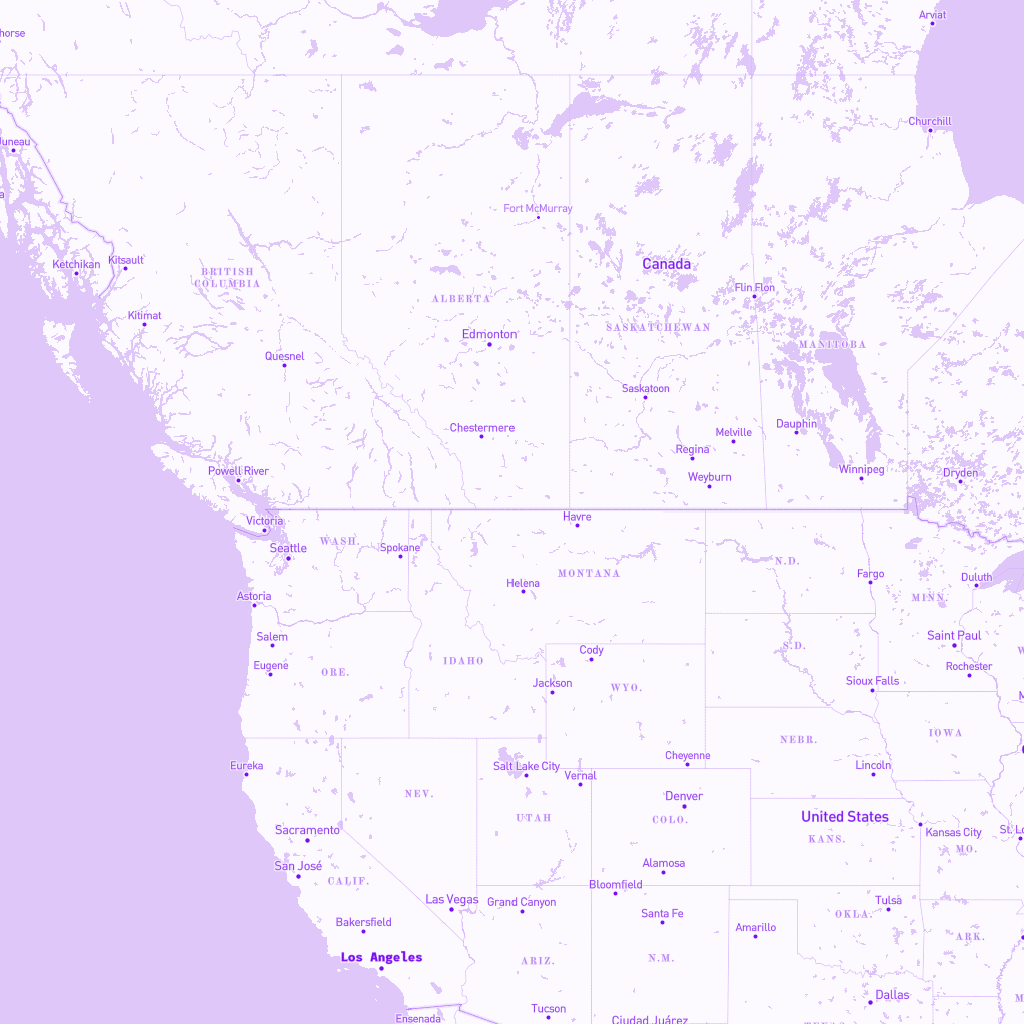 Arviat
horse
Churchill
Juneau
Fort McMurray
Canada
Ketchikan
Kitsault
BRITISH
COLUMBIA
Flin Flon
ALBERTA
Kitimat
SASKATCHEWAN
Edmonton
MANITOBA
Quesnel
Saskatoon
Chestermere
Dauphin
Melville
Regina
Powell River
Winnipeg
Dryden
Weyburn
Havre
Victoria
WASH.
Seattle
Spokane
N.D.
MONTANA
Fargo
Duluth
Helena
Astoria
MINN.
Salem
Saint Paul
S.D.
Cody
W
IDAHO
Eugene
ORE.
Rochester
Jackson
WYO.
Sioux Falls
M
IOWA
NEBR.
Cheyenne
Eureka
Salt Lake City
Lincoln
Vernal
NEV.
Denver
UTAH
COLO.
United States
Sacramento
Kansas City
St. Lo
KANS.
MO.
San José
Alamosa
CALIF.
Bloomfield
Las Vegas
Grand Canyon
Tulsa
Santa Fe
OKLA.
Bakersfield
Amarillo
ARK.
Los Angeles
ARIZ.
N.M.
Dallas
M
Tucson
Ensenada
Ciudad Juárez